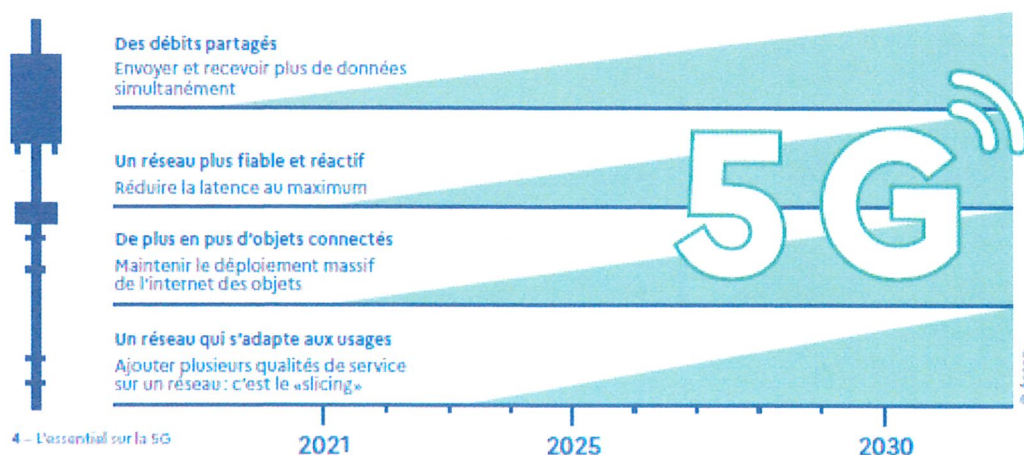 Des débits partagés
Envoyer et recevoir plus de données
simultanément
Un réseau plus fiable et réactif
Réduire la latence au maximum
De plus en pus d'objets connectés
Maintenir le déploiement massif
de l'internet des objets
Un réseau qui s'adapte aux usages
Ajouter plusieurs qualités de service
sur un réseau : c'est le «slicing»
5G
2021
2025
2030
4 – L'essentiel sur la 5G